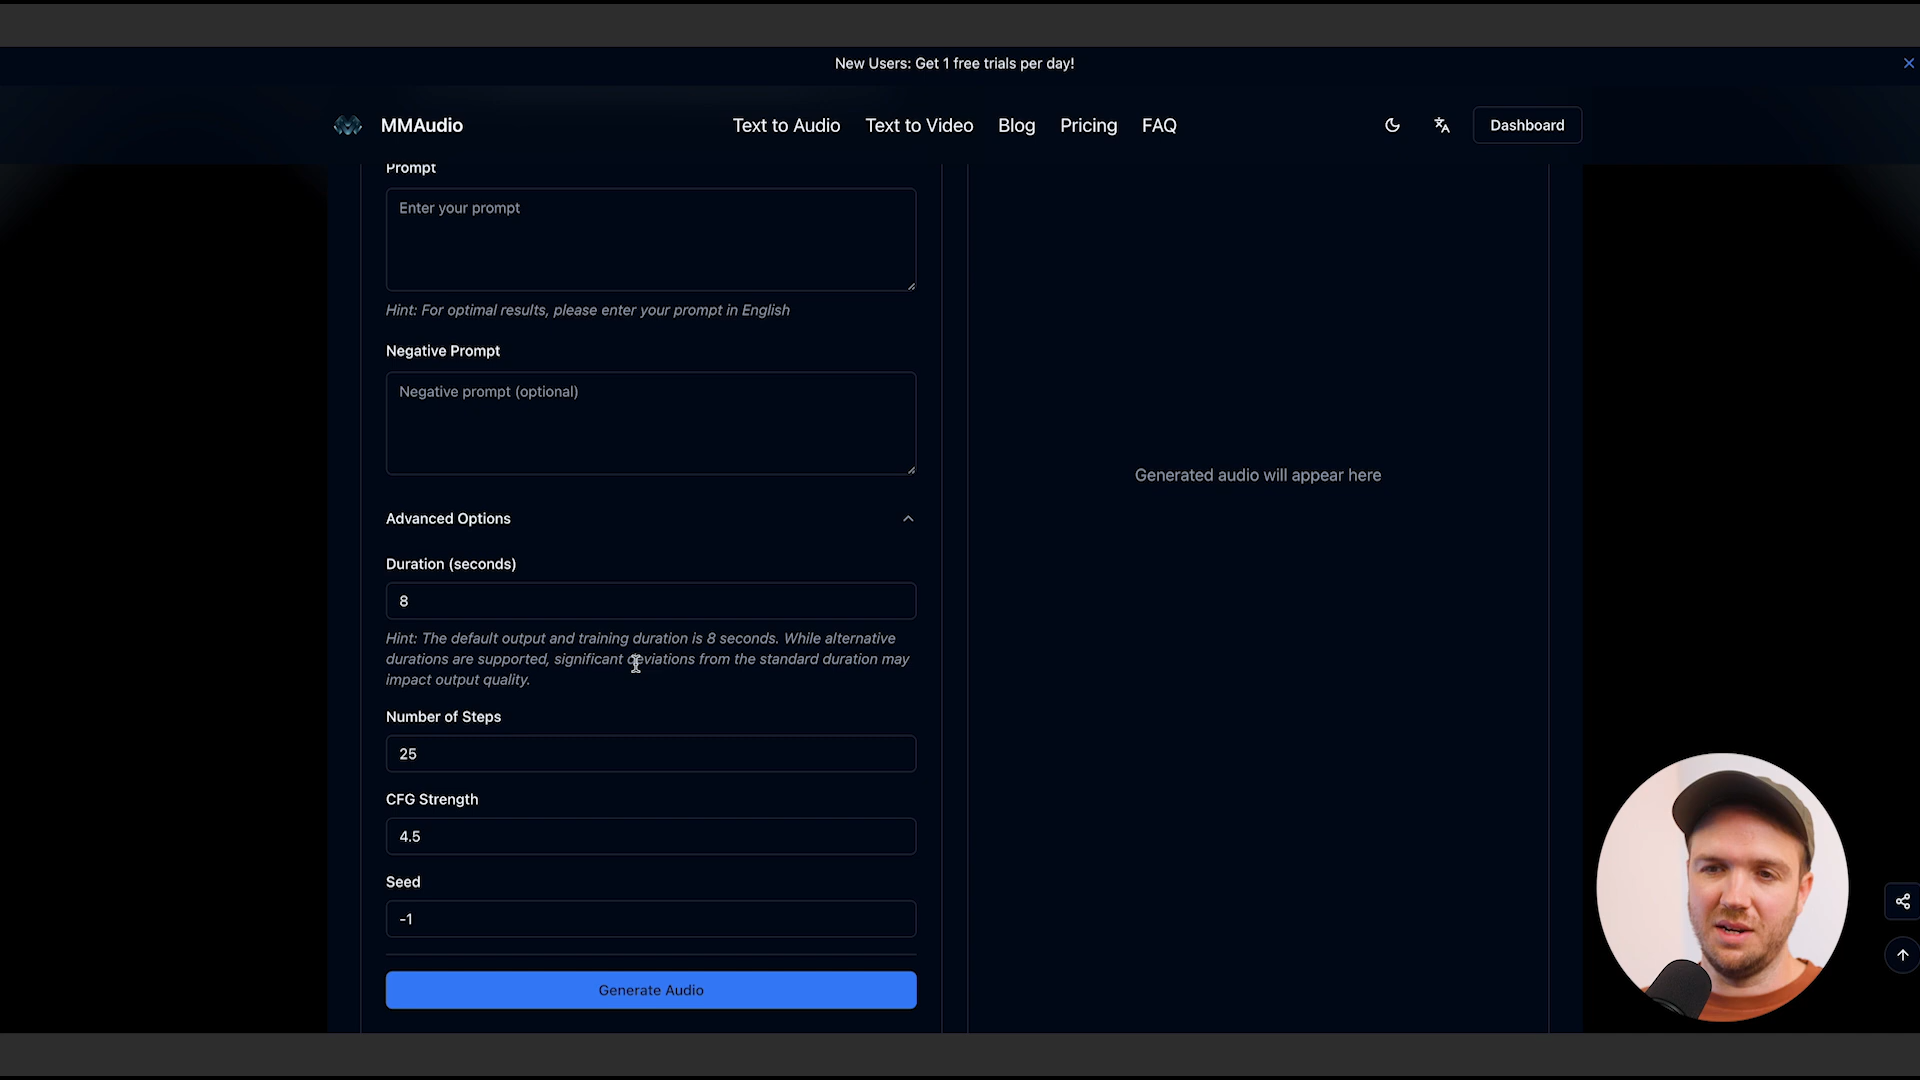 New Users: Get 1 free trials per day!
MMAudio
Text to Audio
Text to Video
Blog
Pricing
FAQ
Dashboard
Prompt
Enter your prompt
Hint: For optimal results, please enter your prompt in English
Negative Prompt
Negative prompt (optional)
Advanced Options
Duration (seconds)
8
Hint: The default output and training duration is 8 seconds. While alternative
durations are supported, significant deviations from the standard duration may
impact output quality.
Number of Steps
25
CFG Strength
4.5
Seed
-1
Generate Audio
Generated audio will appear here